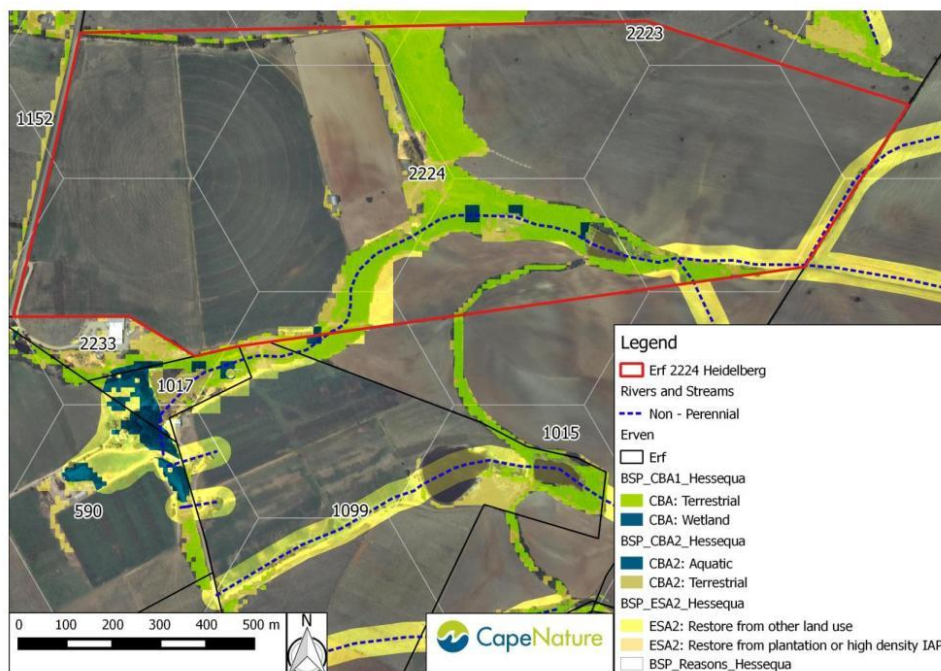 2223
1152
2224
2233
1017
1015
590
1099
Legend
Erf 2224 Heidelberg
Rivers and Streams
Non - Perennial
Erven
Erf
BSP_CBA1_Hessequa
CBA: Terrestrial
CBA: Wetland
BSP_CBA2_Hessequa
CBA2: Aquatic
CBA2: Terrestrial
BSP_ESA2_Hessequa
ESA2: Restore from other land use
ESA2: Restore from plantation or high density IAP
BSP_Reasons_Hessequa
0 100 200 300 400 500 m
N
CapeNature